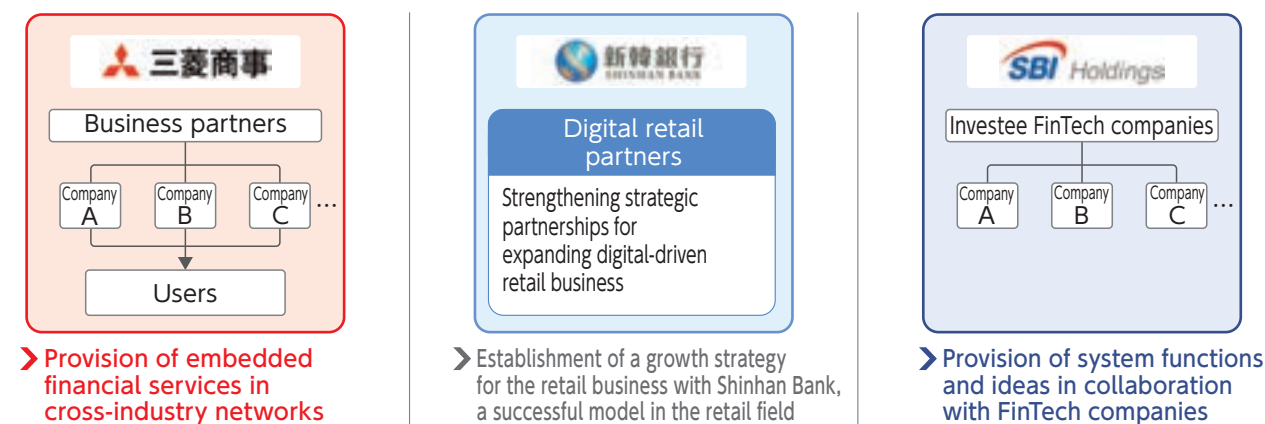 三菱商事
Business partners
Company
A
Company
B
Company
C
...
Users
Provision of embedded
financial services in
cross-industry networks
新韓銀行
SHINHAN BANK
Digital retail
partners
Strengthening strategic
partnerships for
expanding digital-driven
retail business
Establishment of a growth strategy
for the retail business with Shinhan Bank,
a successful model in the retail field
SBI Holdings
Investee FinTech companies
Company
A
Company
B
Company
C
...
Provision of system functions
and ideas in collaboration
with FinTech companies